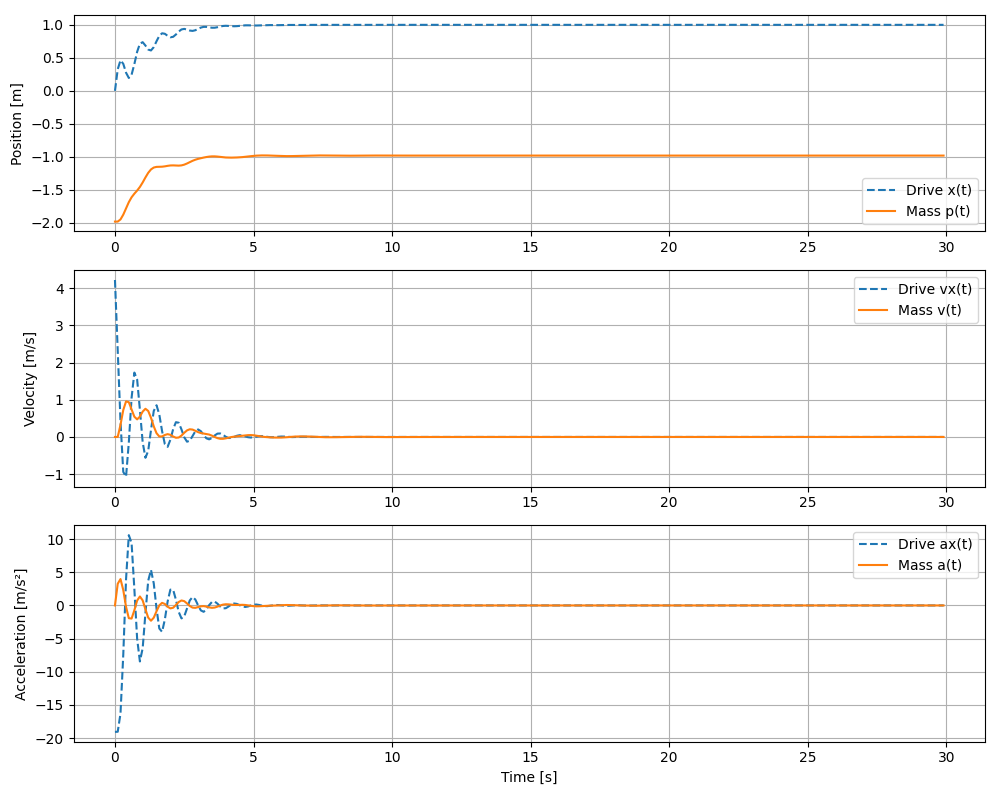 1.0
0.5
0.0
−0.5
−1.0
−1.5
−2.0
Position [m]
Drive x(t)
Mass p(t)
0 5 10 15 20 25 30
4
3
2
1
0
−1
Velocity [m/s]
Drive vx(t)
Mass v(t)
0 5 10 15 20 25 30
10
5
0
−5
−10
−15
−20
Acceleration [m/s²]
Drive ax(t)
Mass a(t)
0 5 10 15 20 25 30
Time [s]